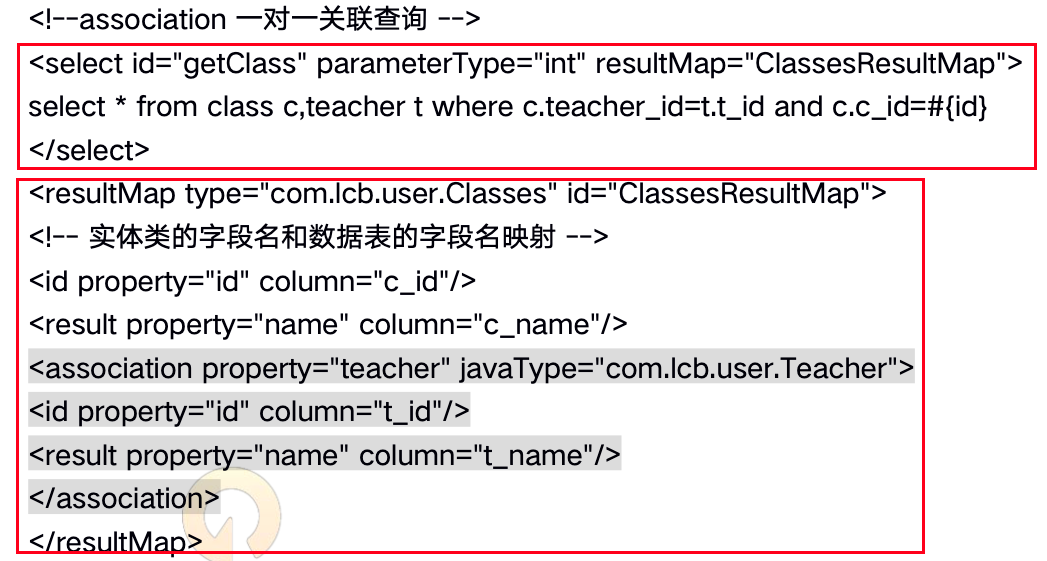 <!--association 一对一关联查询 -->
<select id="getClass" parameterType="int" resultMap="ClassesResultMap">
select * from class c,teacher t where c.teacher_id=t.t_id and c.c_id=#{id}
</select>
<resultMap type="com.lcb.user.Classes" id="ClassesResultMap">
<!-- 实体类的字段名和数据表的字段名映射 -->
<id property="id" column="c_id"/>
<result property="name" column="c_name"/>
<association property="teacher" javaType="com.lcb.user.Teacher">
<id property="id" column="t_id"/>
<result property="name" column="t_name"/>
</association>
</resultMap>